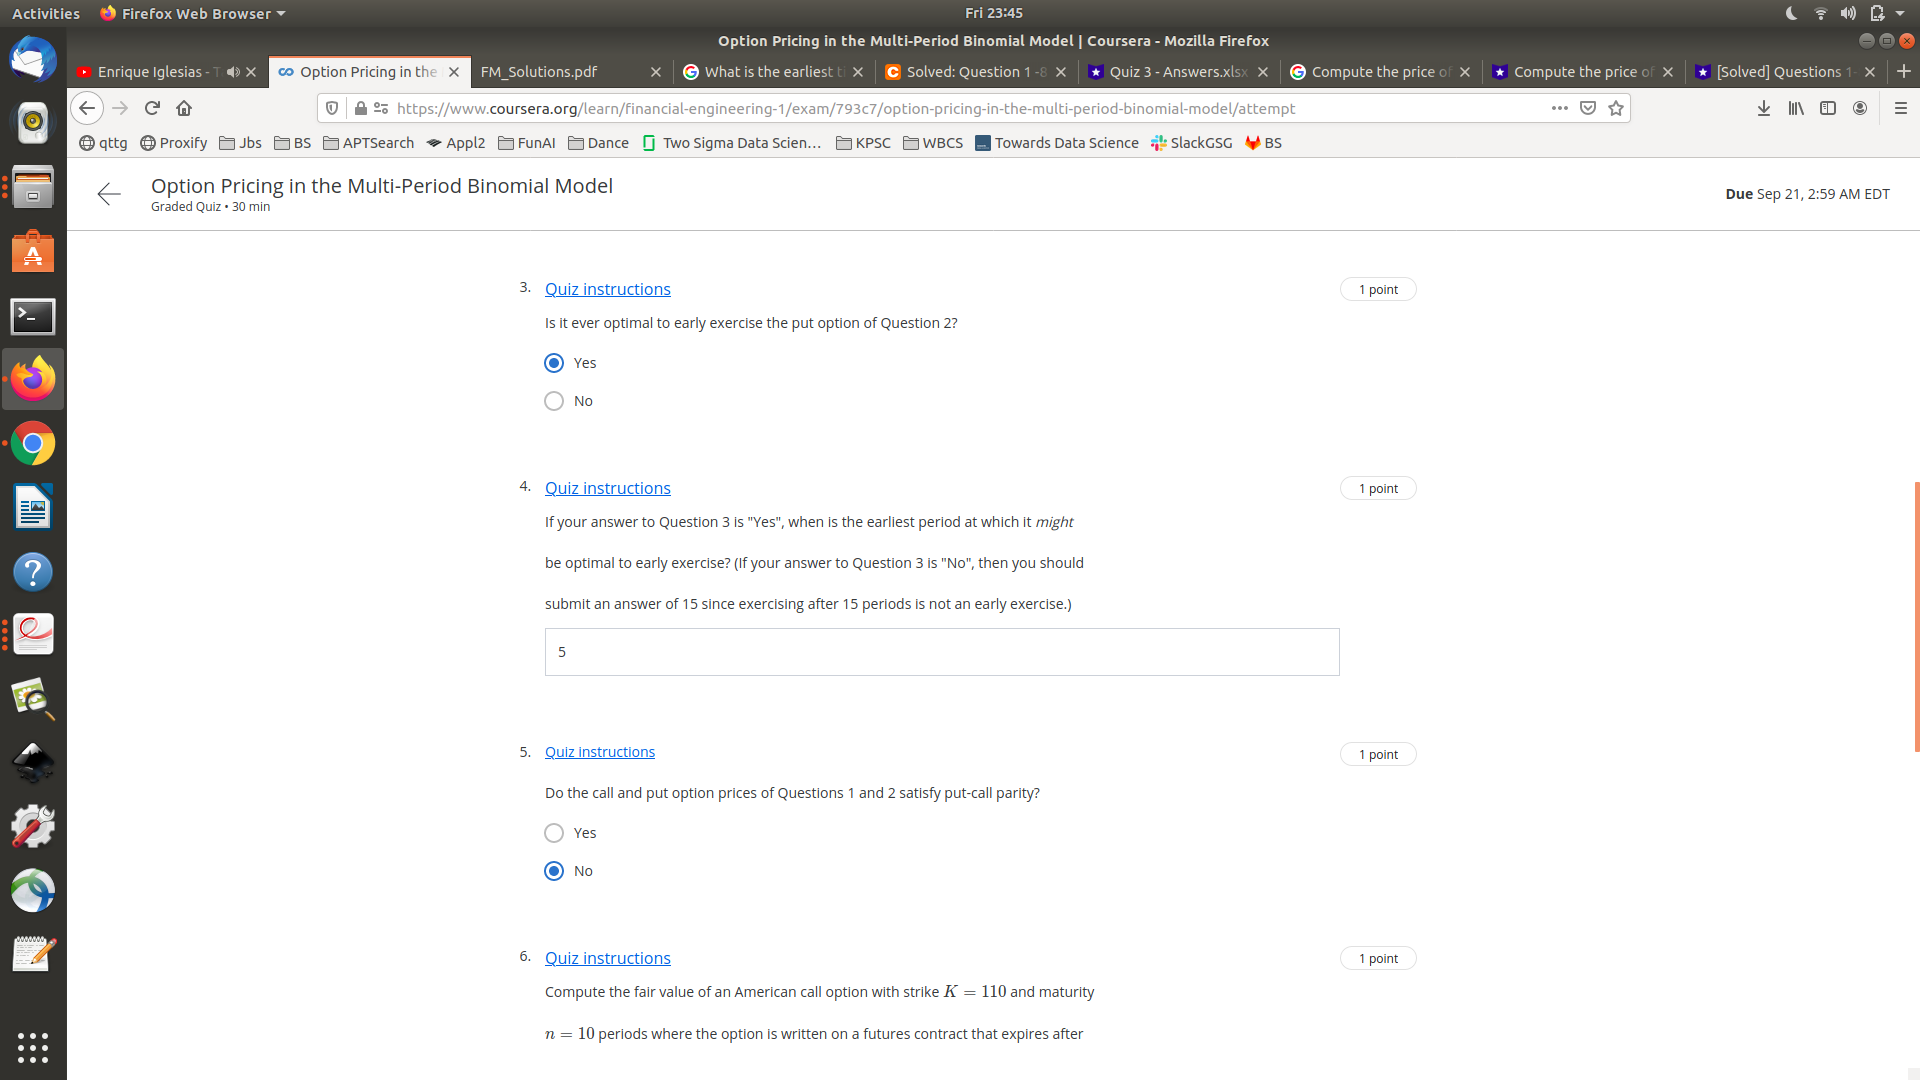 Activities
Firefox Web Browser
Fri 23:45
Option Pricing in the Multi-Period Binomial Model | Coursera - Mozilla Firefox
Enrique Iglesias - T
Option Pricing in the
FM_Solutions.pdf
What is the earliest ti
Solved: Question 1 -8
Quiz 3 - Answers.xlsx
Compute the price of
Compute the price of
[Solved] Questions 1-
https://www.coursera.org/learn/financial-engineering-1/exam/793c7/option-pricing-in-the-multi-period-binomial-model/attempt
qttg
Proxify
Jbs
BS
APTSearch
Appl2
FunAI
Dance
Two Sigma Data Scien…
KPSC
WBCS
Towards Data Science
SlackGSG
BS
Option Pricing in the Multi-Period Binomial Model
Graded Quiz • 30 min
Due Sep 21, 2:59 AM EDT
3. Quiz instructions
1 point
Is it ever optimal to early exercise the put option of Question 2?
Yes
No
4. Quiz instructions
1 point
If your answer to Question 3 is "Yes", when is the earliest period at which it might
be optimal to early exercise? (If your answer to Question 3 is "No", then you should
submit an answer of 15 since exercising after 15 periods is not an early exercise.)
5
5. Quiz instructions
1 point
Do the call and put option prices of Questions 1 and 2 satisfy put-call parity?
Yes
No
6. Quiz instructions
1 point
Compute the fair value of an American call option with strike K = 110 and maturity
n = 10 periods where the option is written on a futures contract that expires after